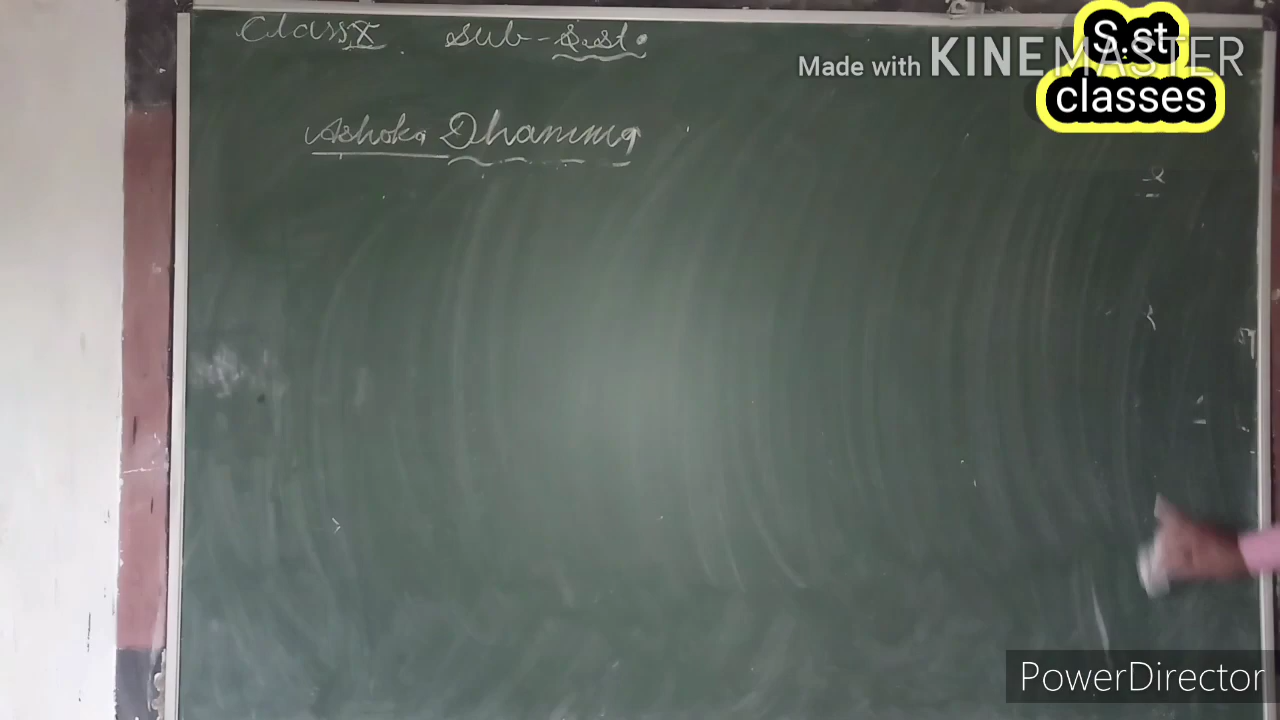 Class X Sub - S.st.
S.st
classes
Made with KINEMASTER
Ashoka Dhamma
PowerDirector